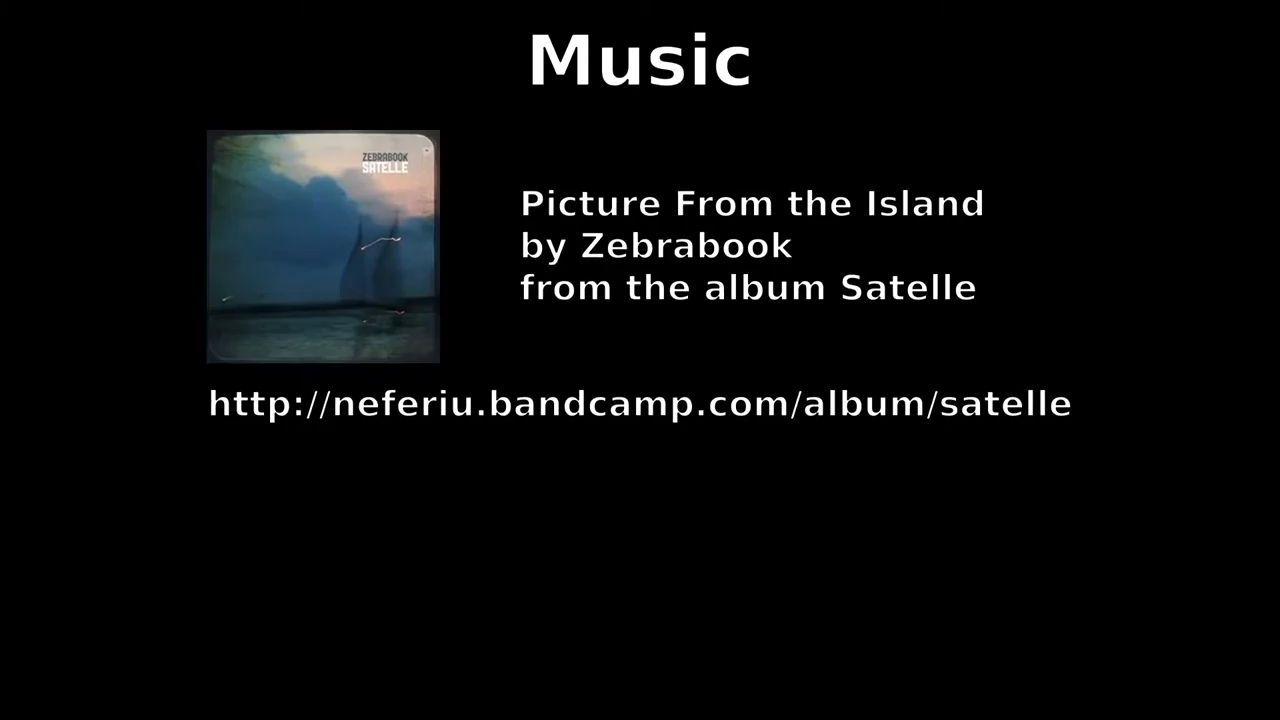 Music
ZEBRABOOK
SATELLE
Picture From the Island
by Zebrabook
from the album Satelle
http://neferiu.bandcamp.com/album/satelle